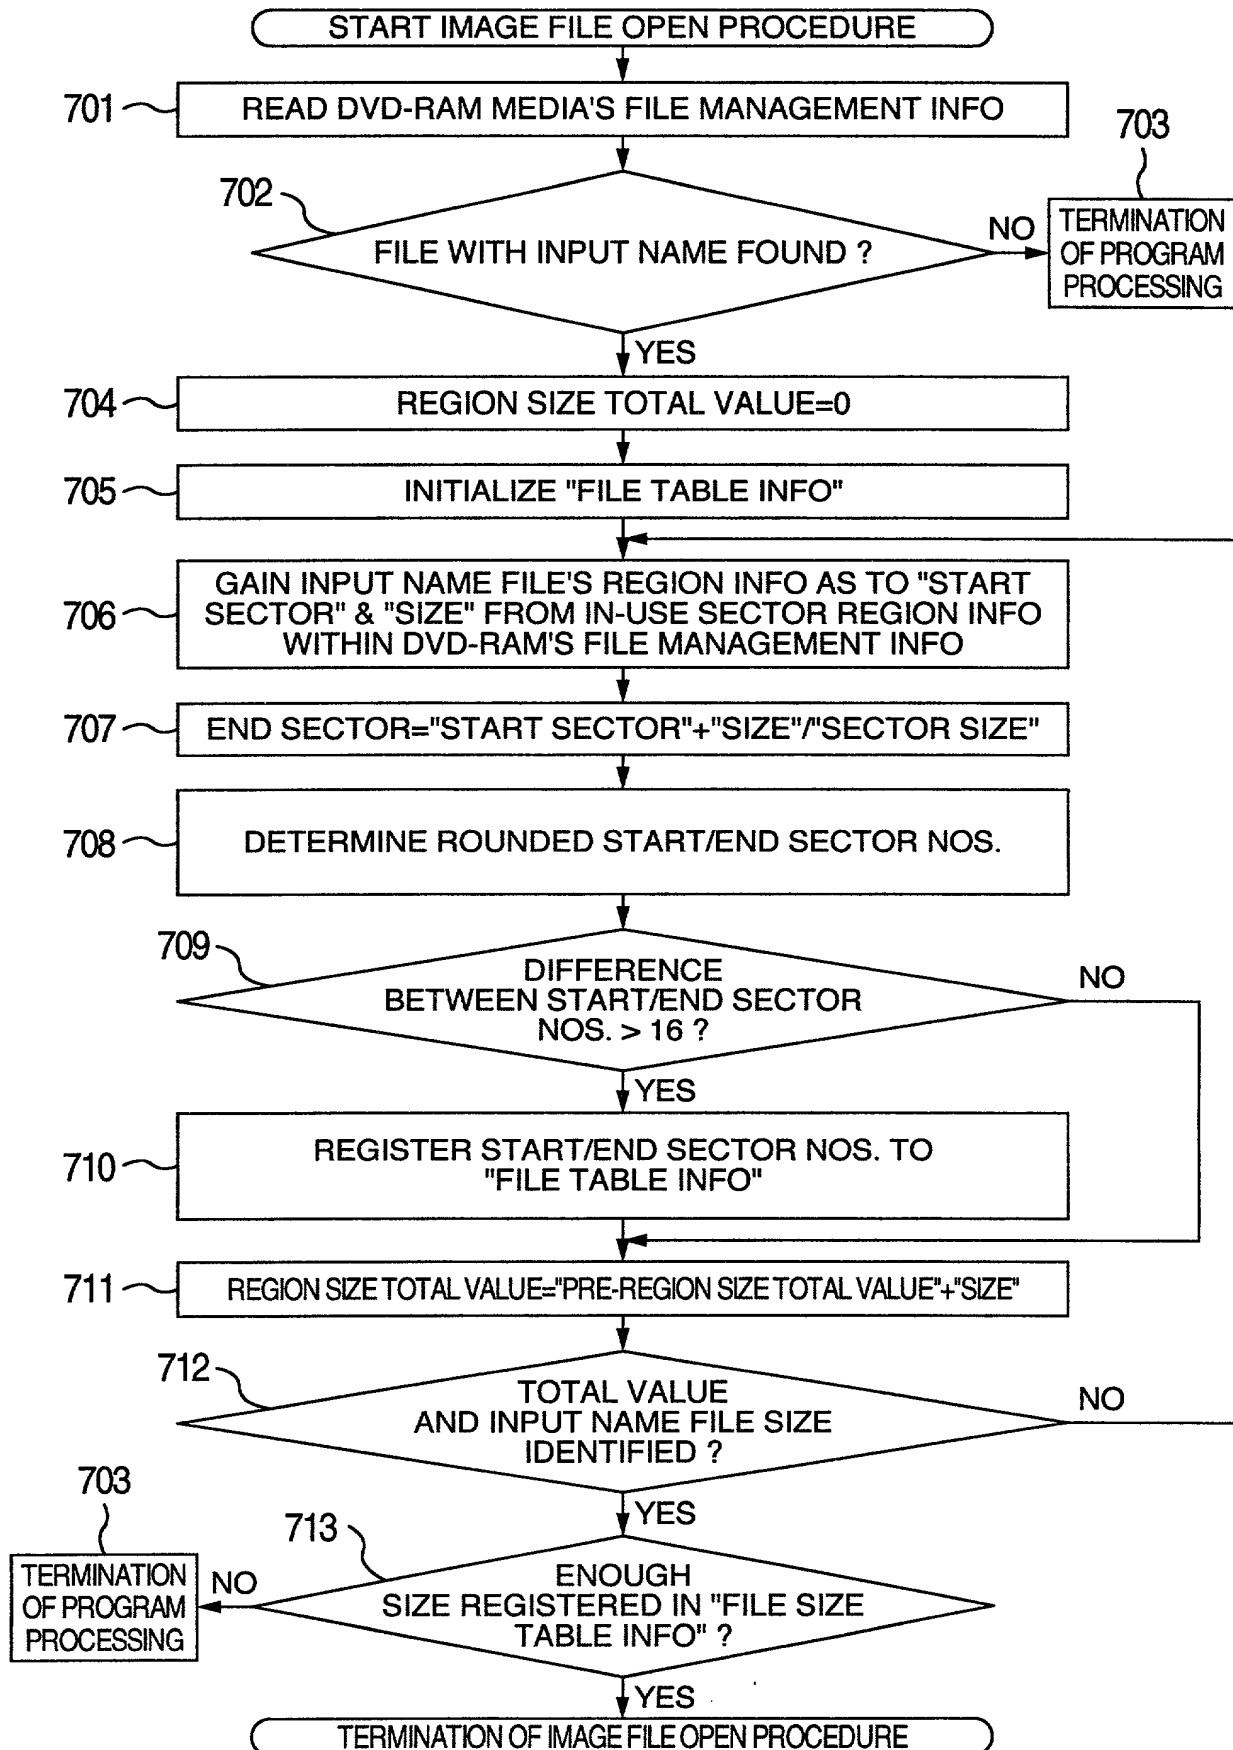 START IMAGE FILE OPEN PROCEDURE
701
READ DVD-RAM MEDIA'S FILE MANAGEMENT INFO
703
702
FILE WITH INPUT NAME FOUND ?
NO
TERMINATION
OF PROGRAM
PROCESSING
YES
704
REGION SIZE TOTAL VALUE=0
705
INITIALIZE "FILE TABLE INFO"
706
GAIN INPUT NAME FILE'S REGION INFO AS TO "START
SECTOR" & "SIZE" FROM IN-USE SECTOR REGION INFO
WITHIN DVD-RAM'S FILE MANAGEMENT INFO
707
END SECTOR="START SECTOR"+"SIZE"/"SECTOR SIZE"
708
DETERMINE ROUNDED START/END SECTOR NOS.
709
DIFFERENCE
BETWEEN START/END SECTOR
NOS. > 16 ?
NO
YES
710
REGISTER START/END SECTOR NOS. TO
"FILE TABLE INFO"
711
REGION SIZE TOTAL VALUE="PRE-REGION SIZE TOTAL VALUE"+"SIZE"
712
TOTAL VALUE
AND INPUT NAME FILE SIZE
IDENTIFIED ?
NO
YES
703
TERMINATION
OF PROGRAM
PROCESSING
NO
713
ENOUGH
SIZE REGISTERED IN "FILE SIZE
TABLE INFO" ?
YES
TERMINATION OF IMAGE FILE OPEN PROCEDURE